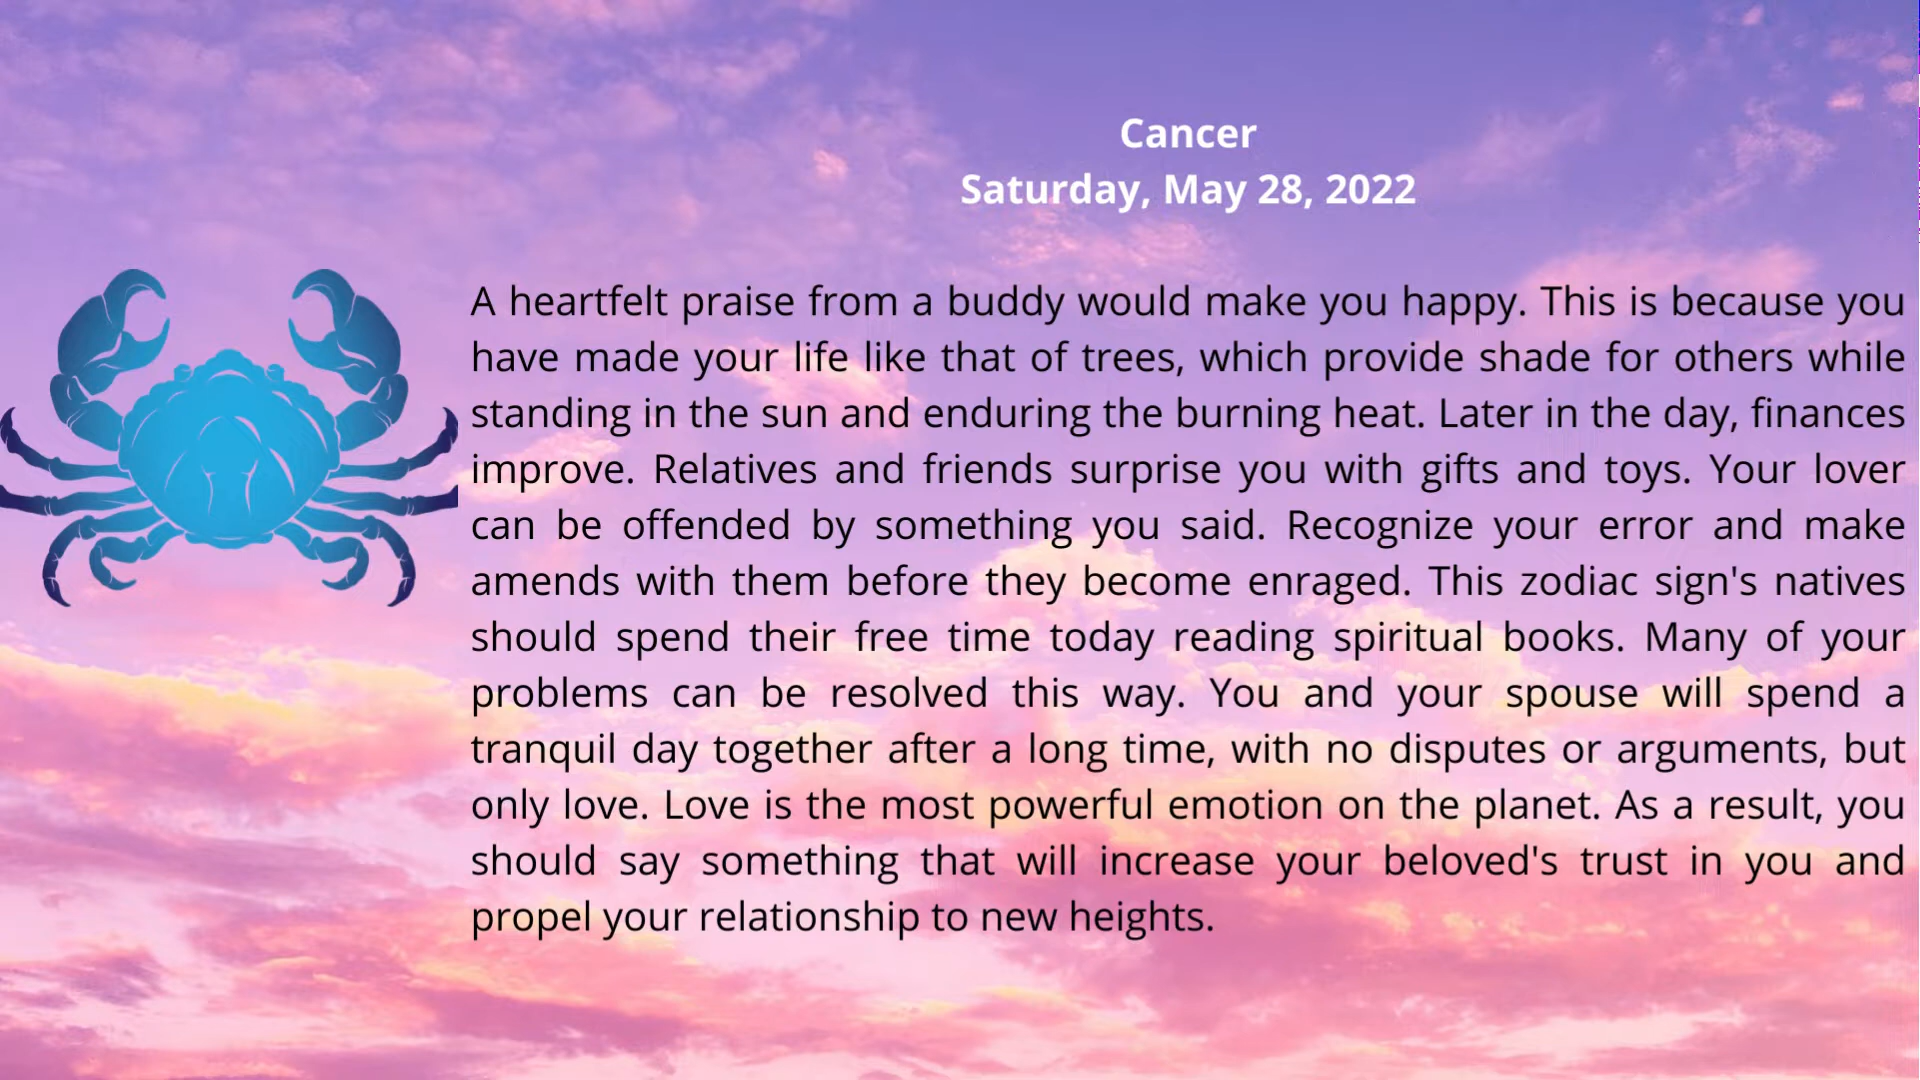 Cancer
Saturday, May 28, 2022
A heartfelt praise from a buddy would make you happy. This is because you
have made your life like that of trees, which provide shade for others while
standing in the sun and enduring the burning heat. Later in the day, finances
improve. Relatives and friends surprise you with gifts and toys. Your lover
can be offended by something you said. Recognize your error and make
amends with them before they become enraged. This zodiac sign's natives
should spend their free time today reading spiritual books. Many of your
problems can be resolved this way. You and your spouse will spend a
tranquil day together after a long time, with no disputes or arguments, but
only love. Love is the most powerful emotion on the planet. As a result, you
should say something that will increase your beloved's trust in you and
propel your relationship to new heights.